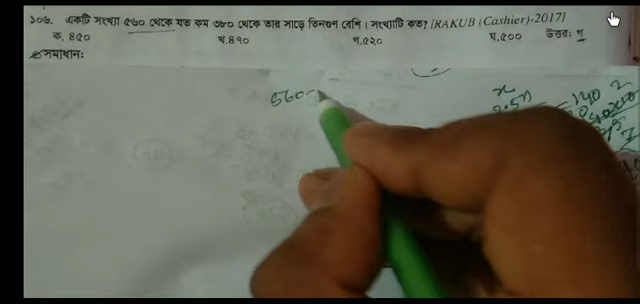 ১০৬. একটি সংখ্যা ৫৬০ থেকে যত কম ৩৮০ থেকে তার সাড়ে তিনগুণ বেশি। সংখ্যাটি কত? [RAKUB (Cashier)-2017]
ক. ৪৫০ খ.৪৭০ গ.৫২০ ঘ.৫০০ উত্তর: গ
সমাধান:
560-